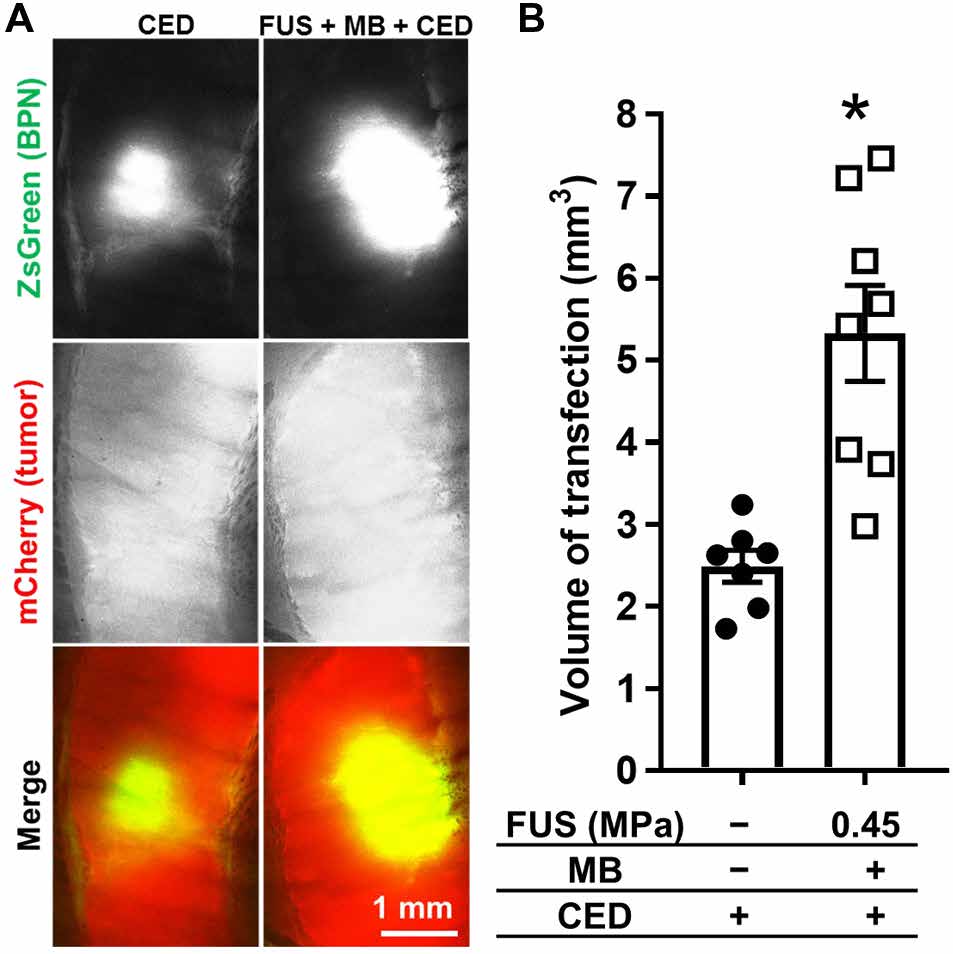 A
CED
FUS + MB + CED
ZsGreen (BPN)
mCherry (tumor)
Merge
1 mm
B
*
Volume of transfection (mm³)
8
7
6
5
4
3
2
1
0
FUS (MPa) – 0.45
MB – +
CED + +